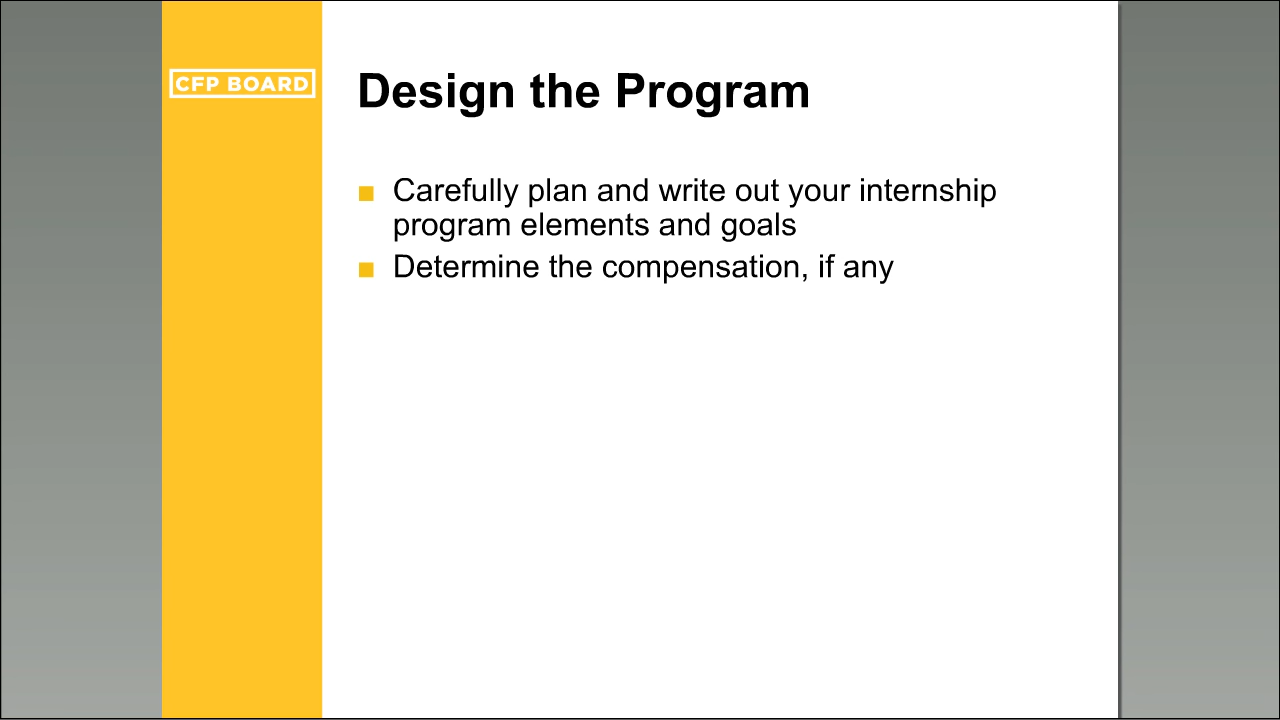 CFP BOARD
Design the Program
Carefully plan and write out your internship
program elements and goals
Determine the compensation, if any